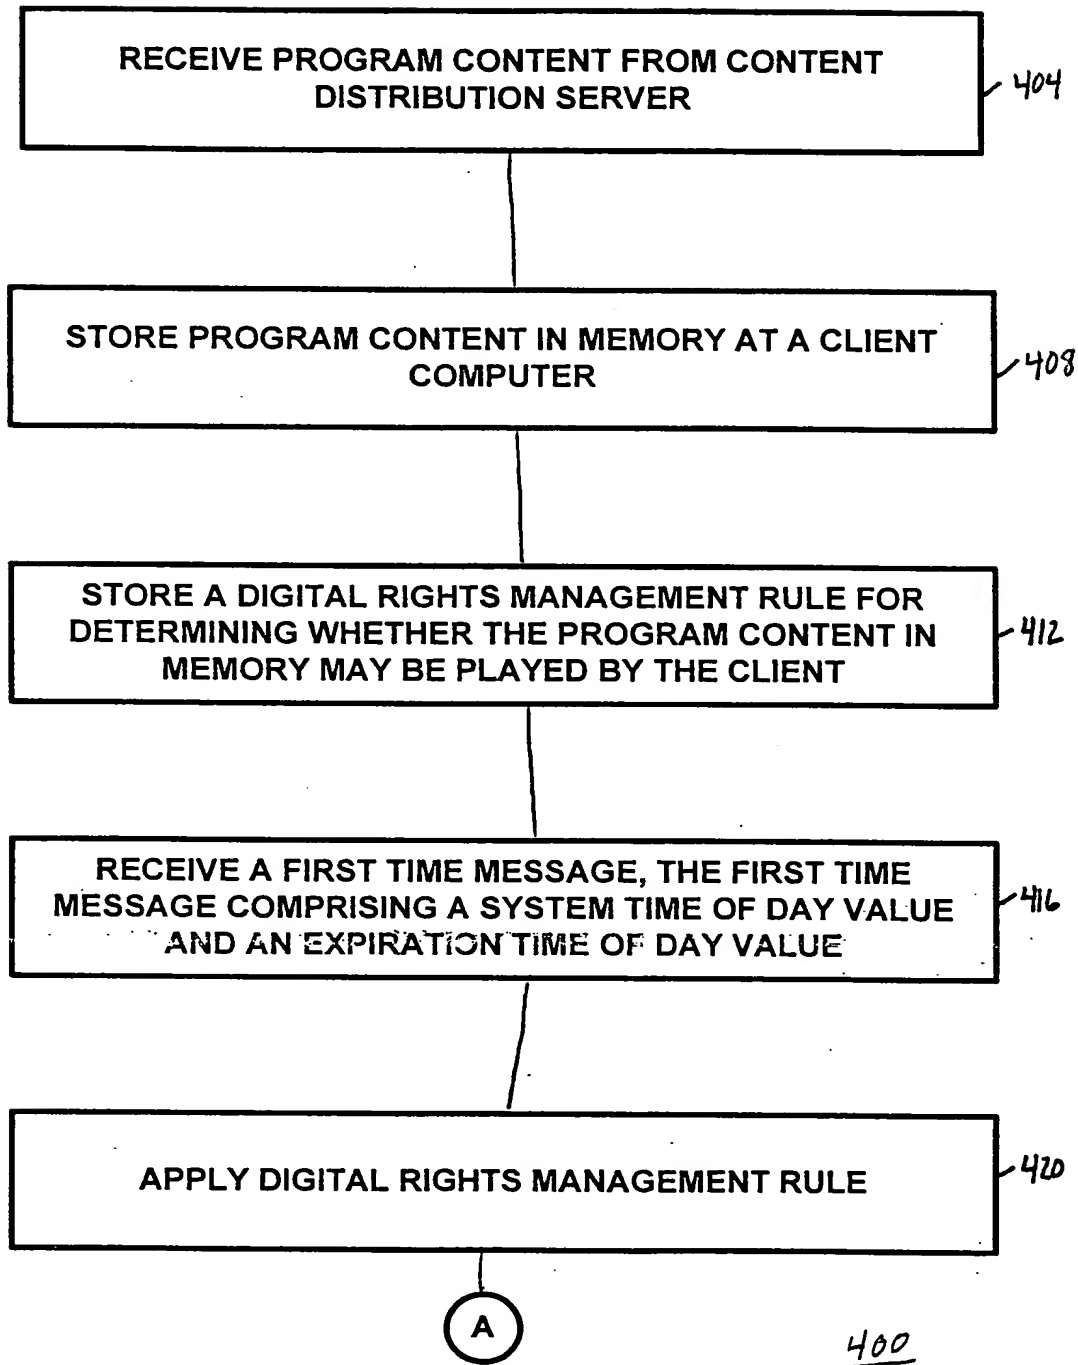 RECEIVE PROGRAM CONTENT FROM CONTENT
DISTRIBUTION SERVER
404
STORE PROGRAM CONTENT IN MEMORY AT A CLIENT
COMPUTER
408
STORE A DIGITAL RIGHTS MANAGEMENT RULE FOR
DETERMINING WHETHER THE PROGRAM CONTENT IN
MEMORY MAY BE PLAYED BY THE CLIENT
412
RECEIVE A FIRST TIME MESSAGE, THE FIRST TIME
MESSAGE COMPRISING A SYSTEM TIME OF DAY VALUE
AND AN EXPIRATION TIME OF DAY VALUE
416
APPLY DIGITAL RIGHTS MANAGEMENT RULE
420
A
400